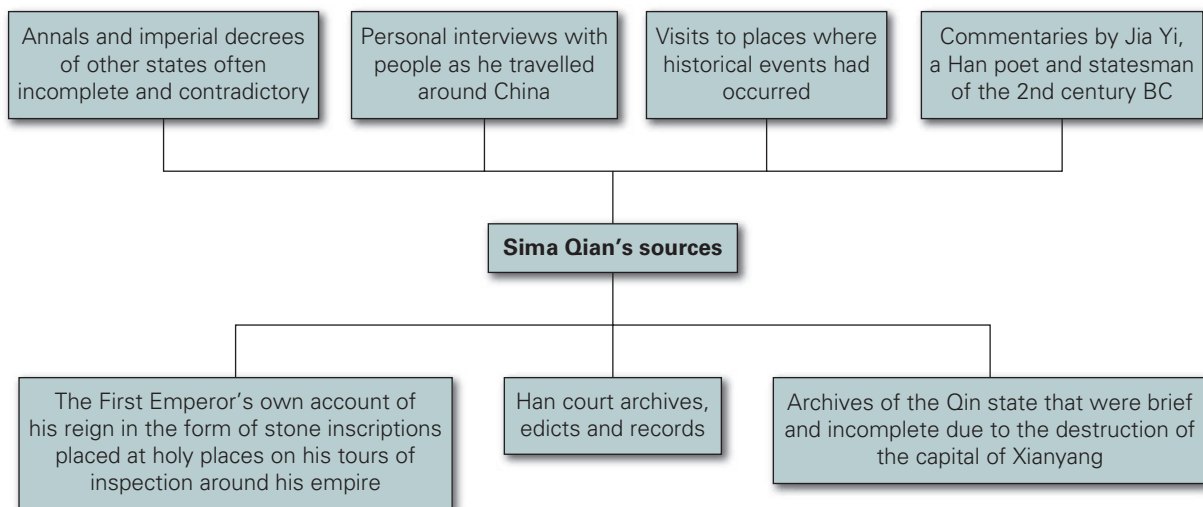 Annals and imperial decrees
of other states often
incomplete and contradictory
Personal interviews with
people as he travelled
around China
Visits to places where
historical events had
occurred
Commentaries by Jia Yi,
a Han poet and statesman
of the 2nd century BC
Sima Qian’s sources
The First Emperor’s own account of
his reign in the form of stone inscriptions
placed at holy places on his tours of
inspection around his empire
Han court archives,
edicts and records
Archives of the Qin state that were brief
and incomplete due to the destruction of
the capital of Xianyang